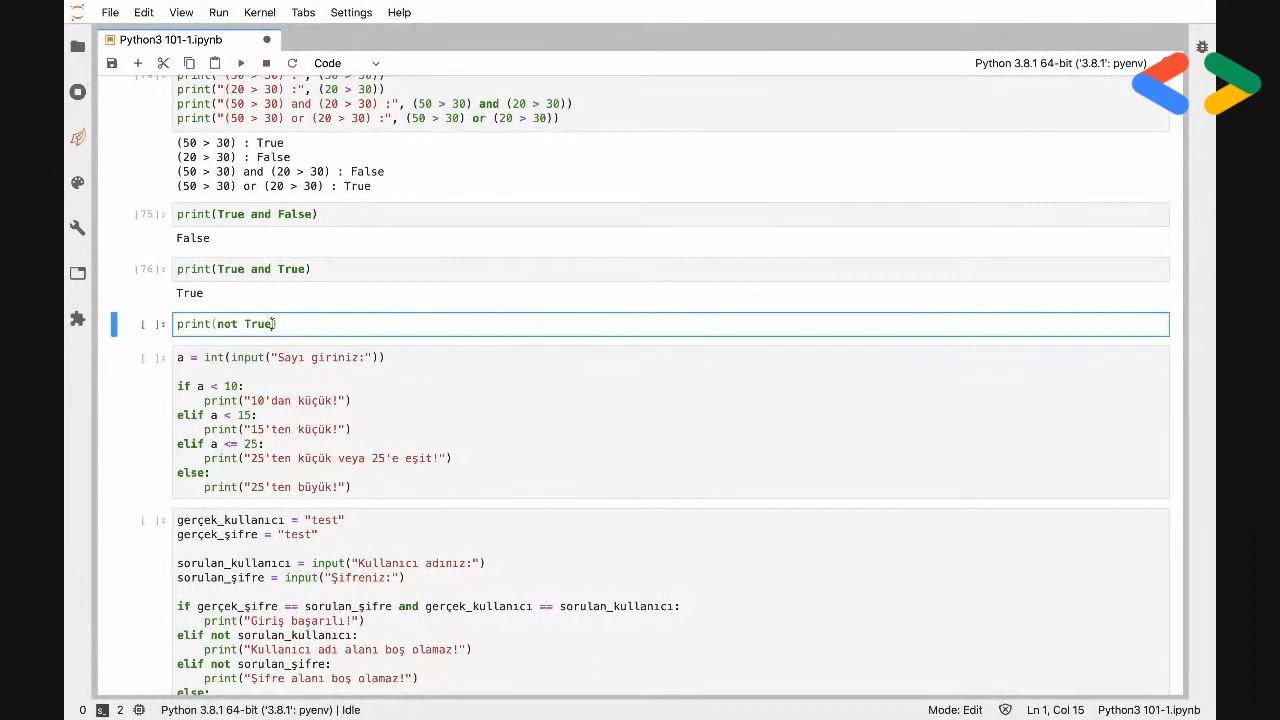 File Edit View Run Kernel Tabs Settings Help
Python3 101-1.ipynb
Code
Python 3.8.1 64-bit ('3.8.1': pyenv)
[74]: print("(50 > 30) :", (50 > 30))
print("(20 > 30) :", (20 > 30))
print("(50 > 30) and (20 > 30) :", (50 > 30) and (20 > 30))
print("(50 > 30) or (20 > 30) :", (50 > 30) or (20 > 30))
(50 > 30) : True
(20 > 30) : False
(50 > 30) and (20 > 30) : False
(50 > 30) or (20 > 30) : True
[75]: print(True and False)
False
[76]: print(True and True)
True
[ ]: print(not True)
[ ]: a = int(input("Sayı giriniz:"))
if a < 10:
print("10'dan küçük!")
elif a < 15:
print("15'ten küçük!")
elif a <= 25:
print("25'ten küçük veya 25'e eşit!")
else:
print("25'ten büyük!")
[ ]: gerçek_kullanıcı = "test"
gerçek_şifre = "test"
sorulan_kullanıcı = input("Kullanıcı adınız:")
sorulan_şifre = input("Şifreniz:")
if gerçek_şifre == sorulan_şifre and gerçek_kullanıcı == sorulan_kullanıcı:
print("Giriş başarılı!")
elif not sorulan_kullanıcı:
print("Kullanıcı adı alanı boş olamaz!")
elif not sorulan_şifre:
print("Şifre alanı boş olamaz!")
else:
0 2 Python 3.8.1 64-bit ('3.8.1': pyenv) | Idle Mode: Edit Ln 1, Col 15 Python3 101-1.ipynb